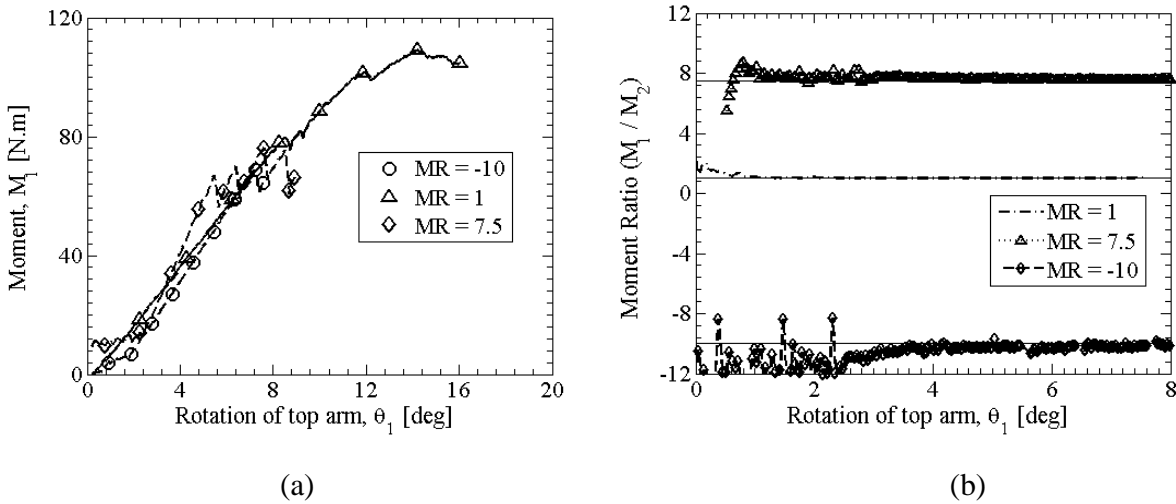 120
80
40
0
0 4 8 12 16 20
Moment, M1 [N.m]
Rotation of top arm, θ1 [deg]
MR = -10
MR = 1
MR = 7.5
(a)
12
8
4
0
-4
-8
-12
0 2 4 6 8
Moment Ratio (M1 / M2)
Rotation of top arm, θ1 [deg]
MR = 1
MR = 7.5
MR = -10
(b)